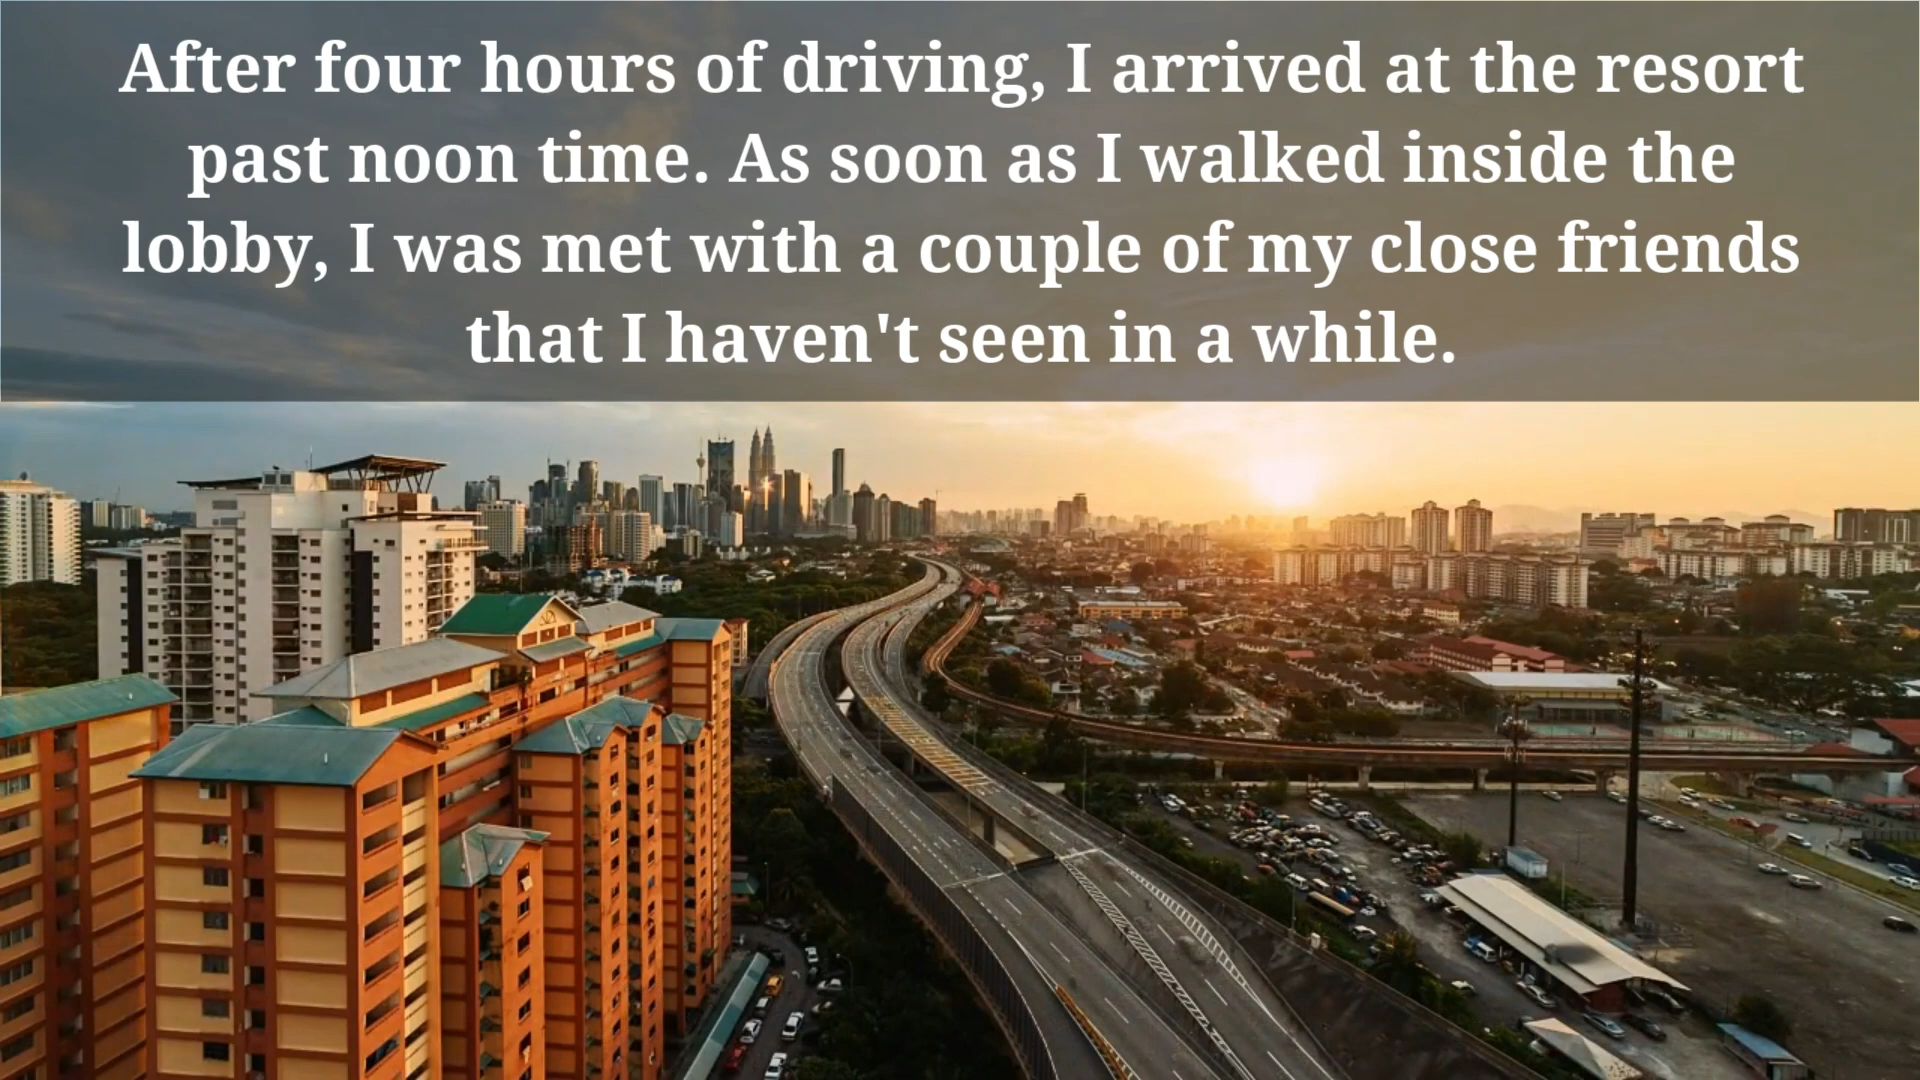 After four hours of driving, I arrived at the resort
past noon time. As soon as I walked inside the
lobby, I was met with a couple of my close friends
that I haven't seen in a while.